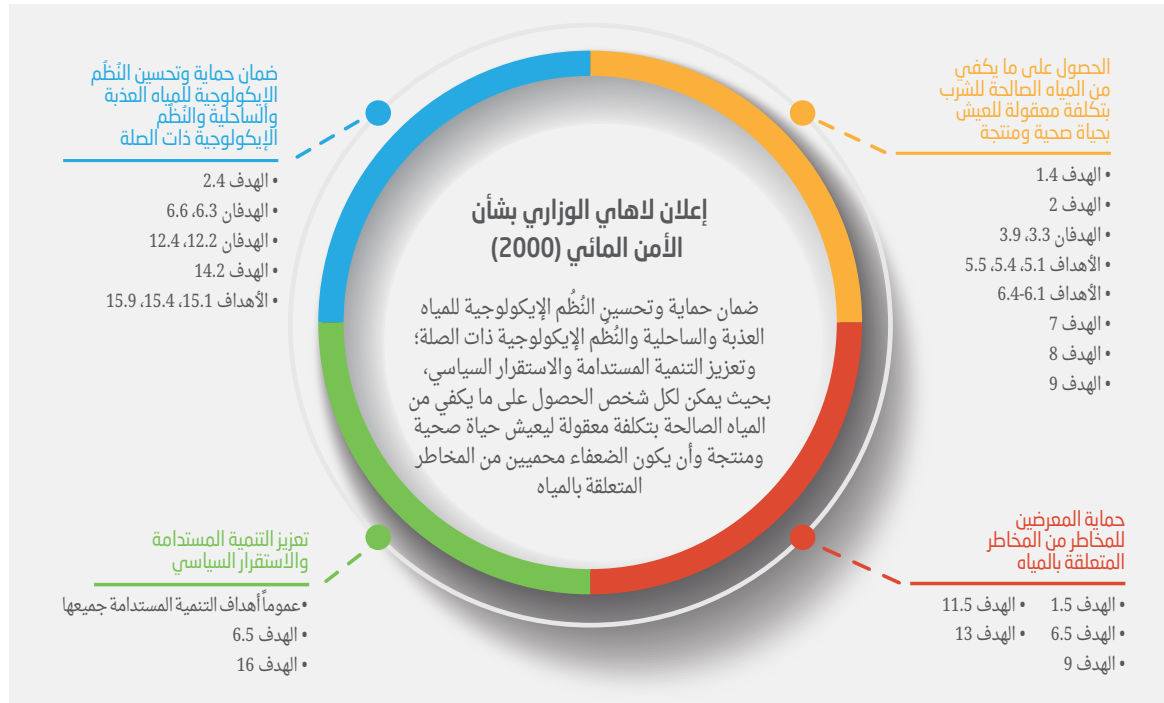 الحصول على ما يكفي
من المياه الصالحة للشرب
بتكلفة معقولة للعيش
بحياة صحية ومنتجة
• الهدف 1.4
• الهدف 2
• الهدفان 3.3، 3.9
• الأهداف 5.1، 5.4، 5.5
• الأهداف 6.1-6.4
• الهدف 7
• الهدف 8
• الهدف 9
ضمان حماية وتحسين النُظُم
الإيكولوجية للمياه العذبة
والساحلية والنُظُم
الإيكولوجية ذات الصلة
• الهدف 2.4
• الهدفان 6.3، 6.6
• الهدفان 12.2، 12.4
• الهدف 14.2
• الأهداف 15.1، 15.4، 15.9
إعلان لاهاي الوزاري بشأن
الأمن المائي (2000)
ضمان حماية وتحسين النُظُم الإيكولوجية للمياه
العذبة والساحلية والنُظُم الإيكولوجية ذات الصلة؛
وتعزيز التنمية المستدامة والاستقرار السياسي،
بحيث يمكن لكل شخص الحصول على ما يكفي من
المياه الصالحة بتكلفة معقولة ليعيش حياة صحية
ومنتجة وأن يكون الضعفاء محميين من المخاطر
المتعلقة بالمياه
حماية المعرضين
للمخاطر من المخاطر
المتعلقة بالمياه
• الهدف 1.5 • الهدف 11.5
• الهدف 6.5 • الهدف 13
• الهدف 9
تعزيز التنمية المستدامة
والاستقرار السياسي
•عموماً أهداف التنمية المستدامة جميعها
• الهدف 6.5
• الهدف 16